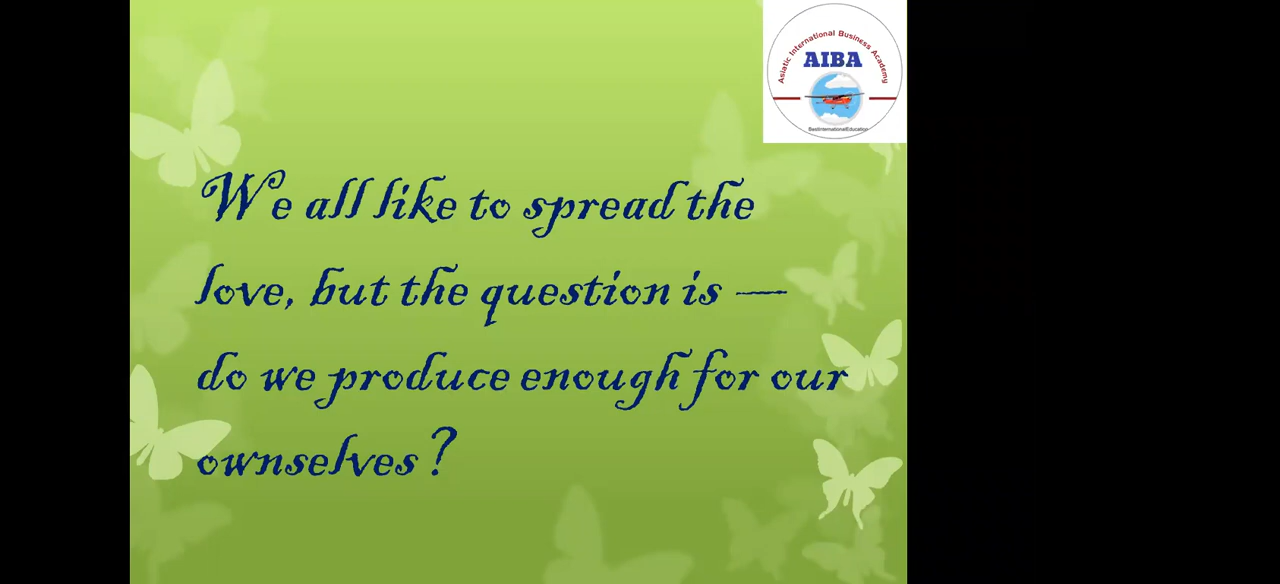 Asiatic International Business Academy
AIBA
BestInternationalEducation
We all like to spread the
love, but the question is —
do we produce enough for our
ownselves?